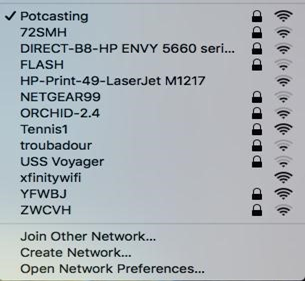 Potcasting
72SMH
DIRECT-B8-HP ENVY 5660 seri...
FLASH
HP-Print-49-LaserJet M1217
NETGEAR99
ORCHID-2.4
Tennis1
troubadour
USS Voyager
xfinitywifi
YFWBJ
ZWCVH
Join Other Network...
Create Network...
Open Network Preferences...